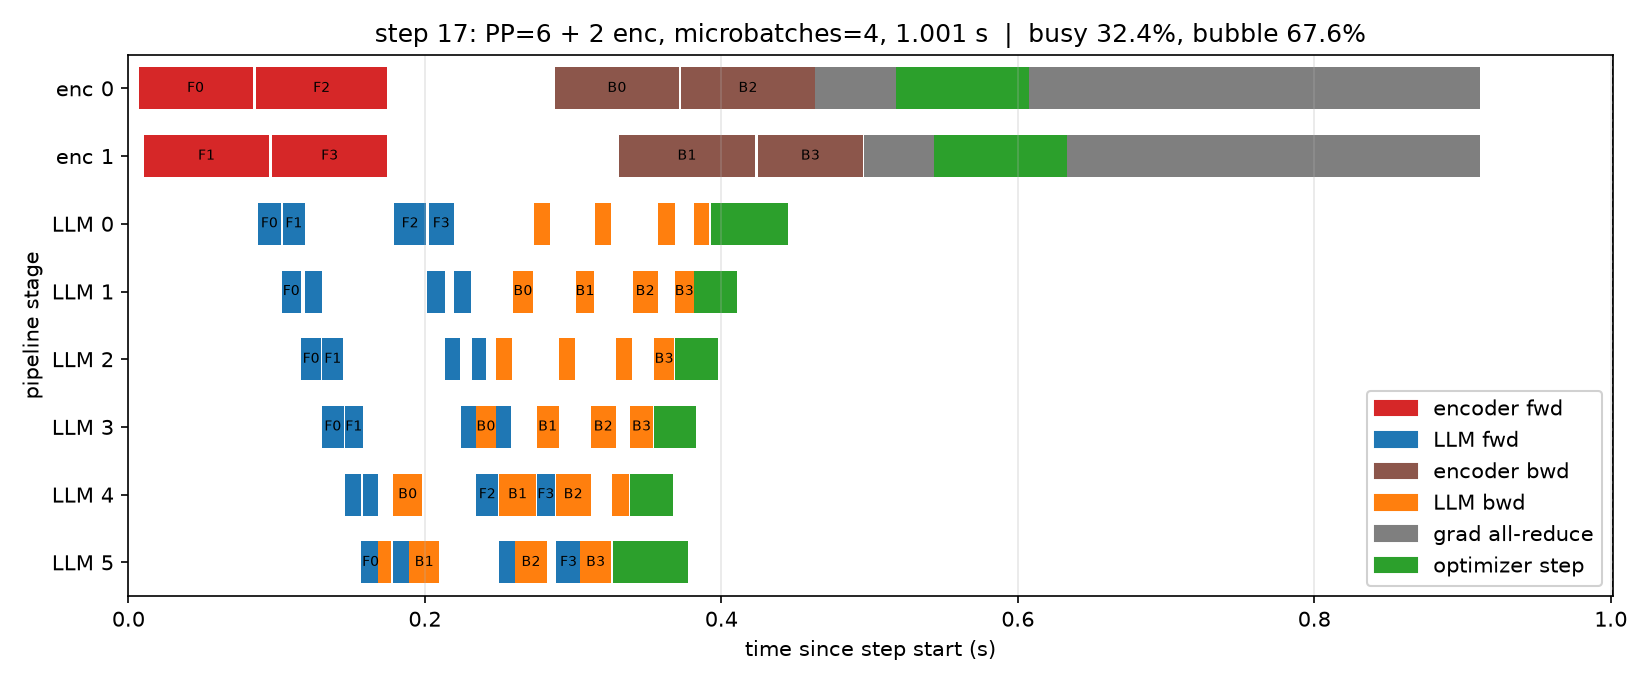 step 17: PP=6 + 2 enc, microbatches=4, 1.001 s | busy 32.4%, bubble 67.6%
enc 0
F0 F2 B0 B2
enc 1
F1 F3 B1 B3
LLM 0
F0 F1 F2 F3
LLM 1
F0 B0 B1 B2 B3
LLM 2
F0 F1 B3
LLM 3
F0 F1 B0 B1 B2 B3
LLM 4
B0 F2 B1 F3 B2
LLM 5
F0 B1 B2 F3 B3
pipeline stage
encoder fwd
LLM fwd
encoder bwd
LLM bwd
grad all-reduce
optimizer step
0.0 0.2 0.4 0.6 0.8 1.0
time since step start (s)